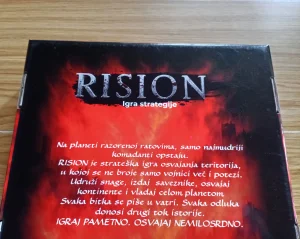 RISION
Igra strategije
Na planeti razorenoj ratovima, samo najmudriji
komadanti opstaju.
RISION je strateška igra osvajanja teritorija,
u kojoj se ne broje samo vojnici već i potezi.
Udruži snage, izdaj saveznike, osvajaj
kontinente i vladaj celom planetom.
Svaka bitka se piše u vatri. Svaka odluka
donosi drugi tok istorije.
IGRAJ PAMETNO. OSVAJAJ NEMILOSRDNO.